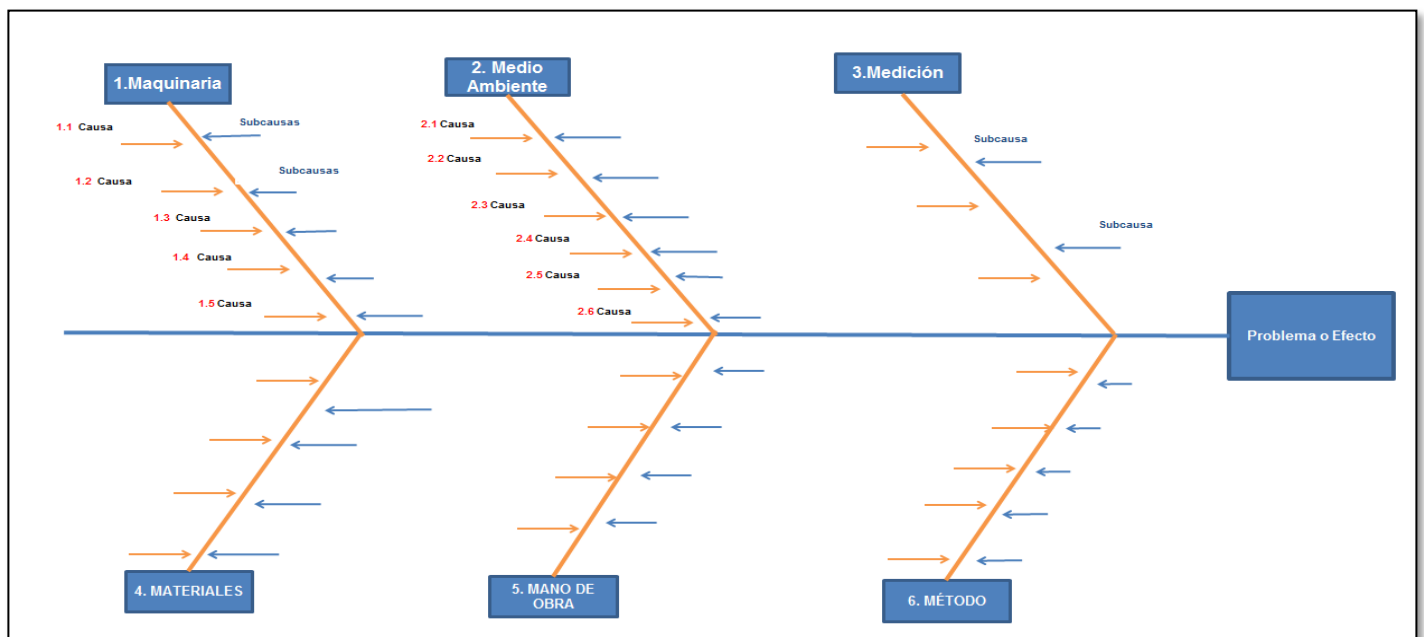 1.Maquinaria
2. Medio
Ambiente
3.Medición
1.1 Causa
Subcausas
1.2 Causa
Subcausas
1.3 Causa
1.4 Causa
1.5 Causa
2.1 Causa
2.2 Causa
2.3 Causa
2.4 Causa
2.5 Causa
2.6 Causa
Subcausa
Subcausa
Problema o Efecto
4. MATERIALES
5. MANO DE
OBRA
6. MÉTODO